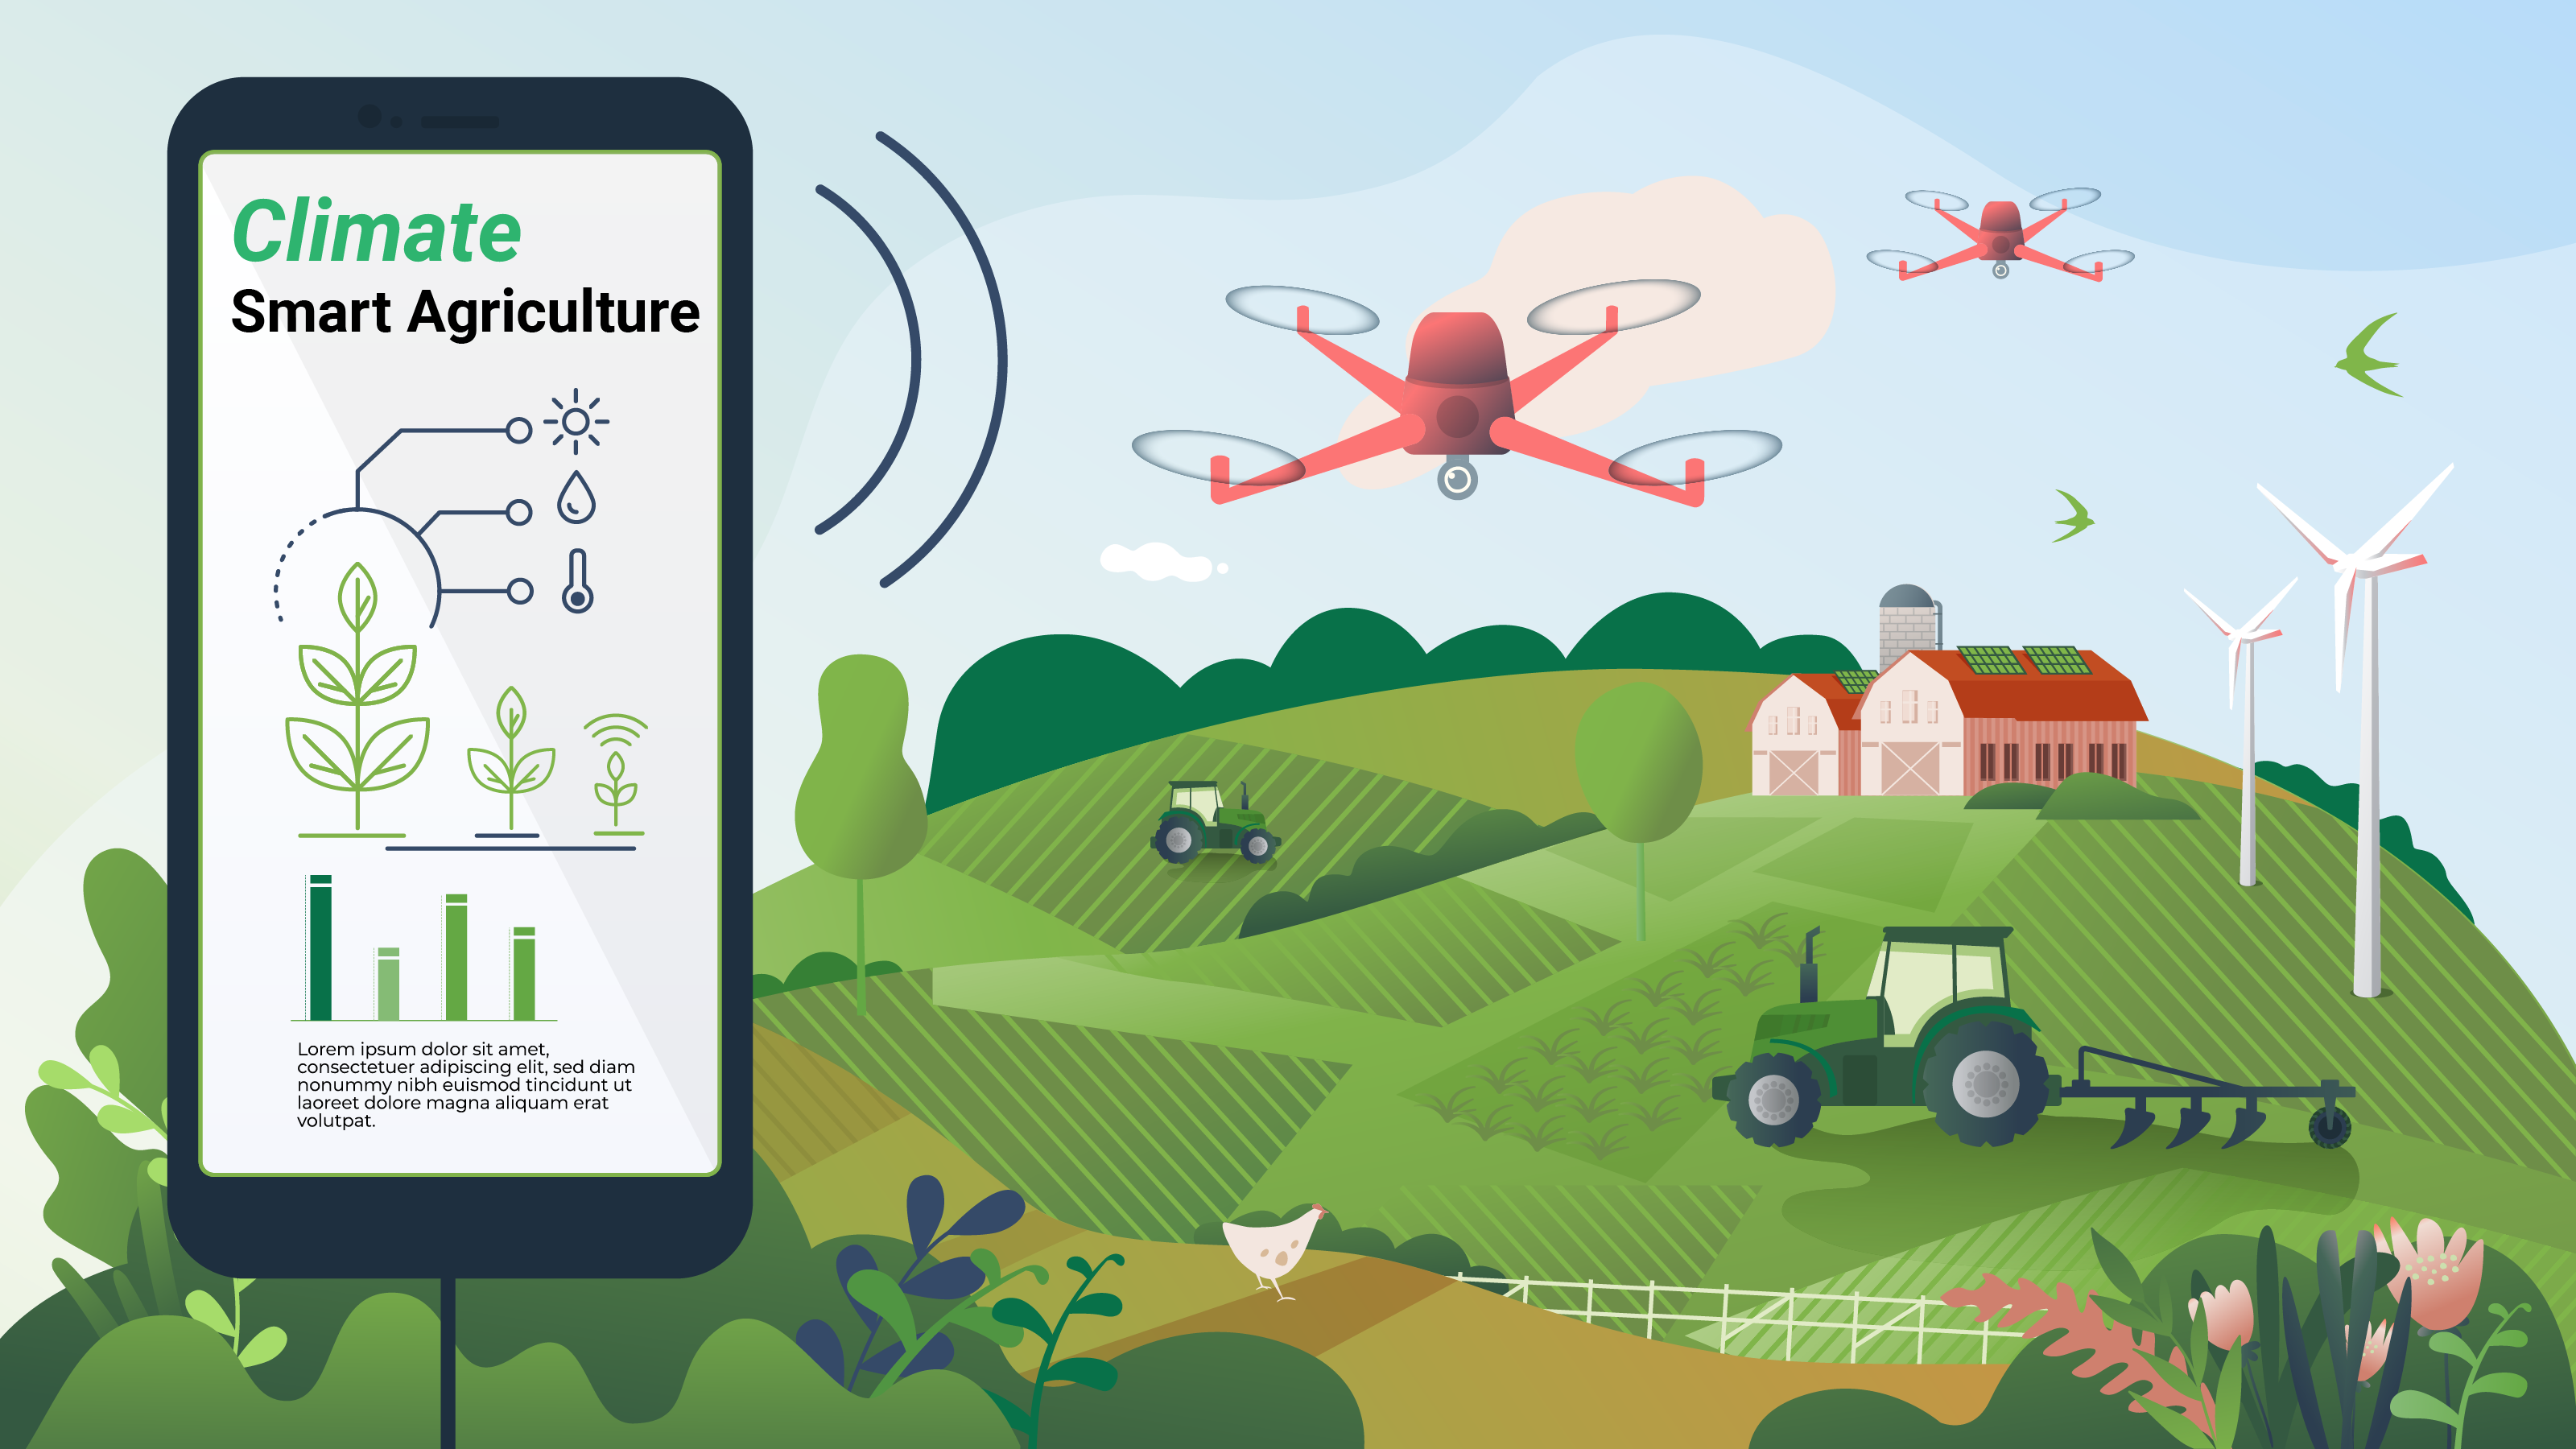 Climate
Smart Agriculture
Lorem ipsum dolor sit amet,
consectetuer adipiscing elit, sed diam
nonummy nibh euismod tincidunt ut
laoreet dolore magna aliquam erat
volutpat.